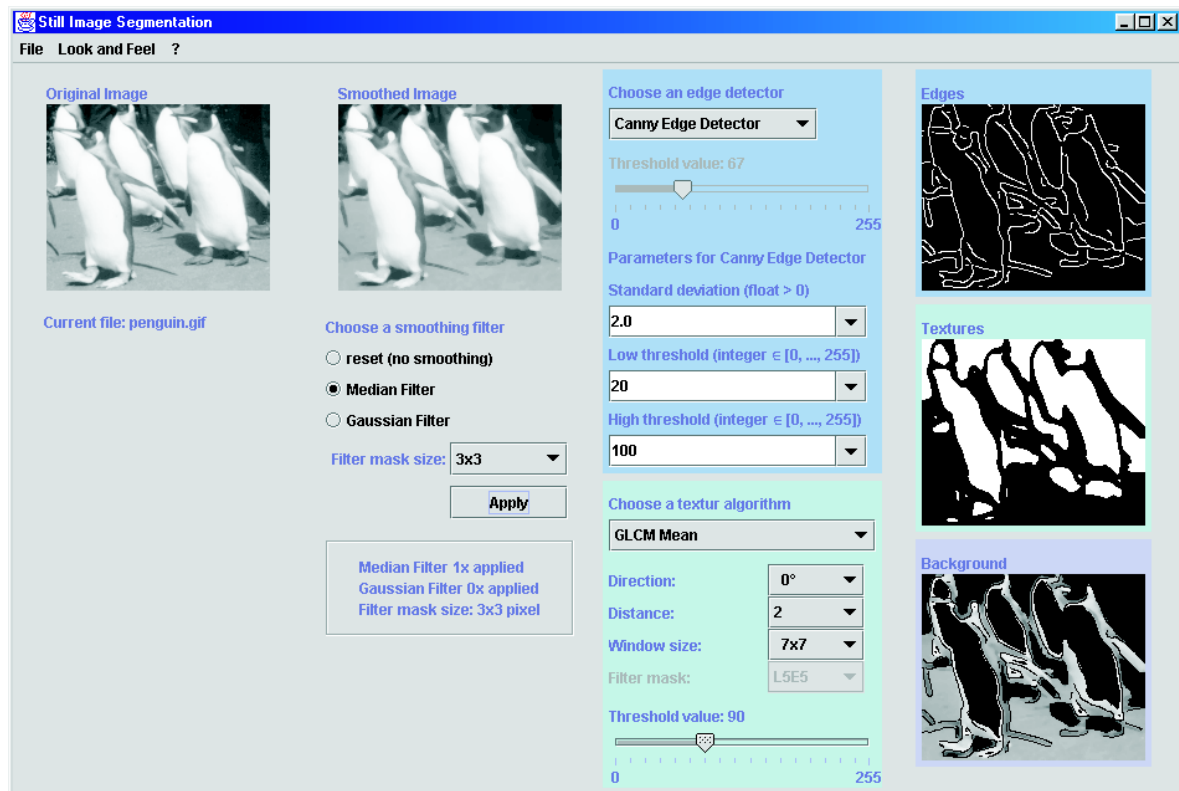 Still Image Segmentation
File Look and Feel ?
Original Image
Current file: penguin.gif
Smoothed Image
Choose a smoothing filter
reset (no smoothing)
Median Filter
Gaussian Filter
Filter mask size: 3x3
Apply
Median Filter 1x applied
Gaussian Filter 0x applied
Filter mask size: 3x3 pixel
Choose an edge detector
Canny Edge Detector
Threshold value: 67
0 255
Parameters for Canny Edge Detector
Standard deviation (float > 0)
2.0
Low threshold (integer ∈ [0, ..., 255])
20
High threshold (integer ∈ [0, ..., 255])
100
Choose a textur algorithm
GLCM Mean
Direction: 0°
Distance: 2
Window size: 7x7
Filter mask: L5E5
Threshold value: 90
0 255
Edges
Textures
Background